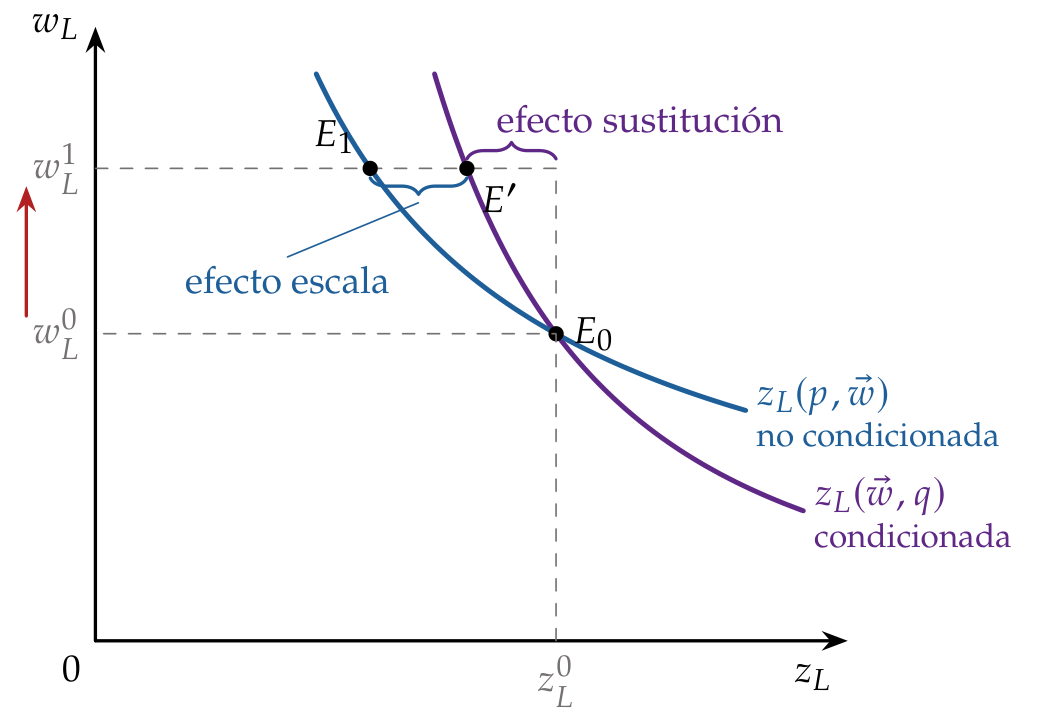 w_L
efecto sustitución
E_1
w_L^1
E′
efecto escala
w_L^0
E_0
z_L(p, w⃗)
no condicionada
z_L(w⃗, q)
condicionada
0
z_L^0
z_L